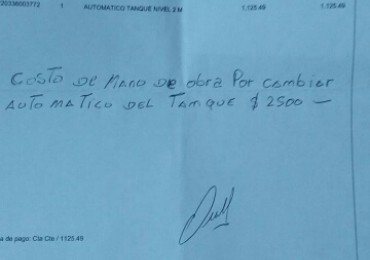 20338003772 1 AUTOMATICO TANQUE NIVEL 2 M 1,125.49 1,125.49
COSTO DE MANO DE obra POR CAMbiar
AUTOMATICO DEL TANQUE $ 2500 —
a de pago: Cta Cte / 1125.49